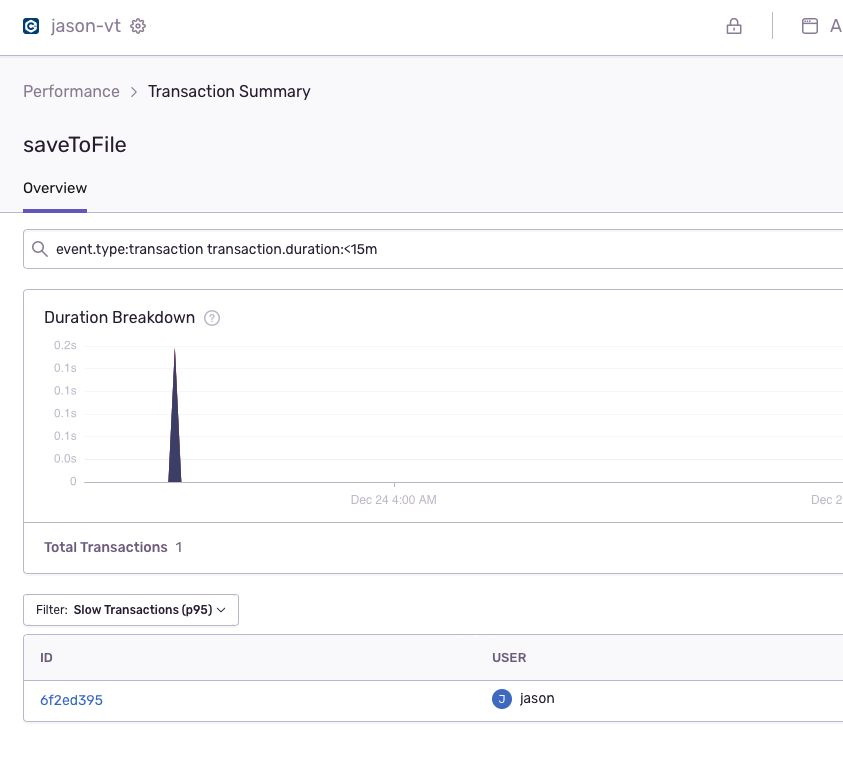 jason-vt
A
Performance > Transaction Summary
saveToFile
Overview
event.type:transaction transaction.duration:<15m
Duration Breakdown ?
0.2s
0.1s
0.1s
0.1s
0.1s
0.0s
0
Dec 24 4:00 AM
Dec 2
Total Transactions 1
Filter: Slow Transactions (p95)
ID USER
6f2ed395 J jason